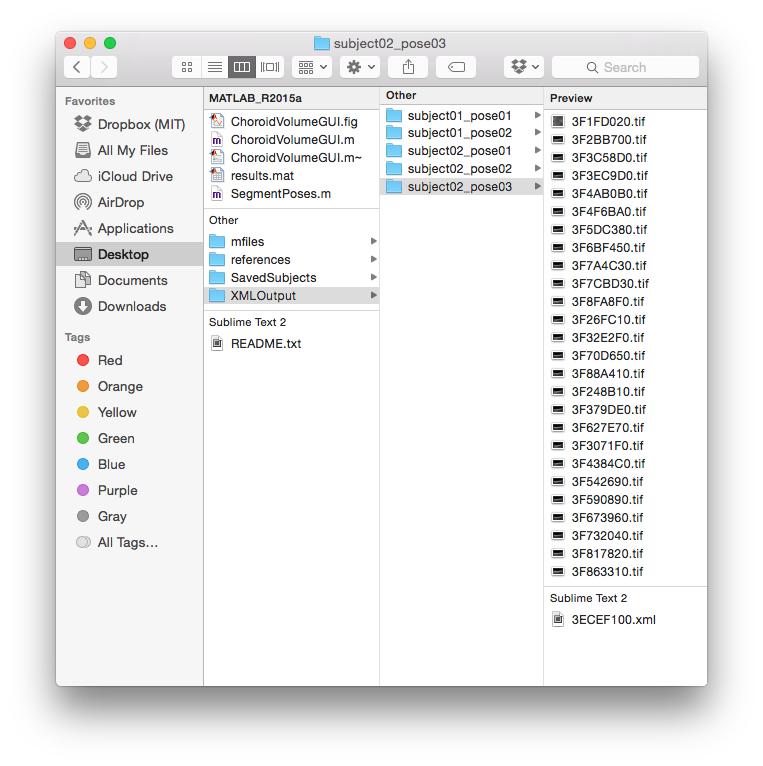 subject02_pose03
Search
Favorites
Dropbox (MIT)
All My Files
iCloud Drive
AirDrop
Applications
Desktop
Documents
Downloads
Tags
Red
Orange
Yellow
Green
Blue
Purple
Gray
All Tags...
MATLAB_R2015a
ChoroidVolumeGUI.fig
ChoroidVolumeGUI.m
ChoroidVolumeGUI.m~
results.mat
SegmentPoses.m
Other
mfiles
references
SavedSubjects
XMLOutput
Sublime Text 2
README.txt
Other
subject01_pose01
subject01_pose02
subject02_pose01
subject02_pose02
subject02_pose03
Preview
3F1FD020.tif
3F2BB700.tif
3F3C58D0.tif
3F3EC9D0.tif
3F4AB0B0.tif
3F4F6BA0.tif
3F5DC380.tif
3F6BF450.tif
3F7A4C30.tif
3F7CBD30.tif
3F8FA8F0.tif
3F26FC10.tif
3F32E2F0.tif
3F70D650.tif
3F88A410.tif
3F248B10.tif
3F379DE0.tif
3F627E70.tif
3F3071F0.tif
3F4384C0.tif
3F542690.tif
3F590890.tif
3F673960.tif
3F732040.tif
3F817820.tif
3F863310.tif
Sublime Text 2
3ECEF100.xml